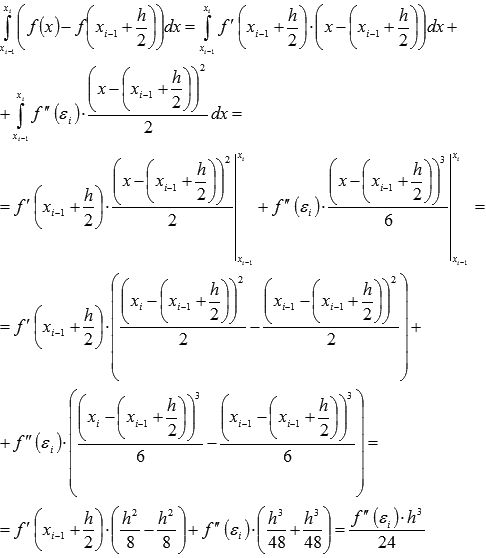 ∫_{x_{i-1}}^{x_i} ( f(x) − f( x_{i-1} + h/2 ) ) dx = ∫_{x_{i-1}}^{x_i} f′( x_{i-1} + h/2 ) · ( x − ( x_{i-1} + h/2 ) ) dx +
+ ∫_{x_{i-1}}^{x_i} f″(ε_i) · ( x − ( x_{i-1} + h/2 ) )² / 2 dx =
= f′( x_{i-1} + h/2 ) · ( x − ( x_{i-1} + h/2 ) )² / 2 |_{x_{i-1}}^{x_i} + f″(ε_i) · ( x − ( x_{i-1} + h/2 ) )³ / 6 |_{x_{i-1}}^{x_i} =
= f′( x_{i-1} + h/2 ) · ( ( x_i − ( x_{i-1} + h/2 ) )² / 2 − ( x_{i-1} − ( x_{i-1} + h/2 ) )² / 2 ) +
+ f″(ε_i) · ( ( x_i − ( x_{i-1} + h/2 ) )³ / 6 − ( x_{i-1} − ( x_{i-1} + h/2 ) )³ / 6 ) =
= f′( x_{i-1} + h/2 ) · ( h²/8 − h²/8 ) + f″(ε_i) · ( h³/48 + h³/48 ) = f″(ε_i) · h³ / 24